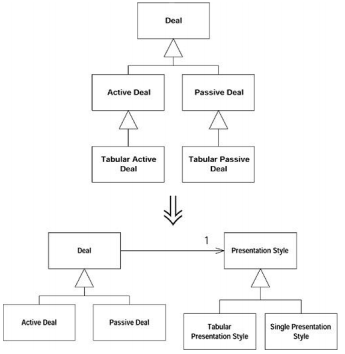 Deal
Active Deal
Passive Deal
Tabular Active
Deal
Tabular Passive
Deal
1
Deal
Presentation Style
Active Deal
Passive Deal
Tabular
Presentation Style
Single Presentation
Style